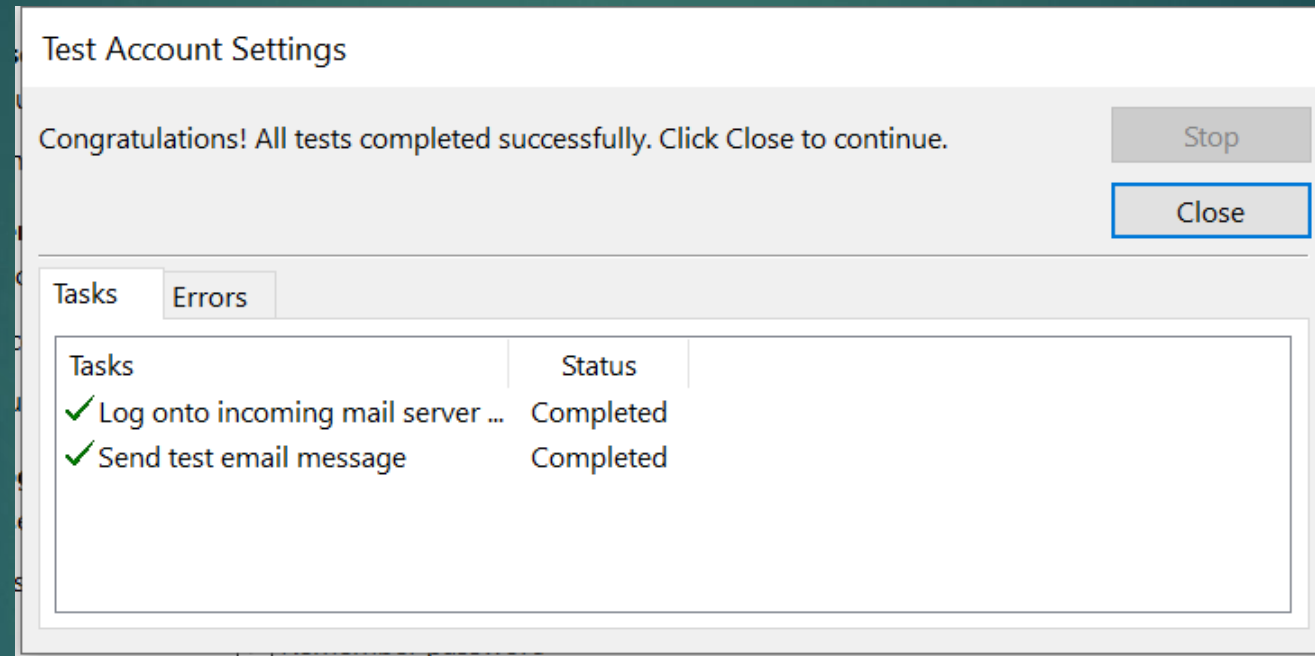 Test Account Settings
Congratulations! All tests completed successfully. Click Close to continue.
Stop
Close
Tasks
Errors
Tasks Status
Log onto incoming mail server ... Completed
Send test email message Completed